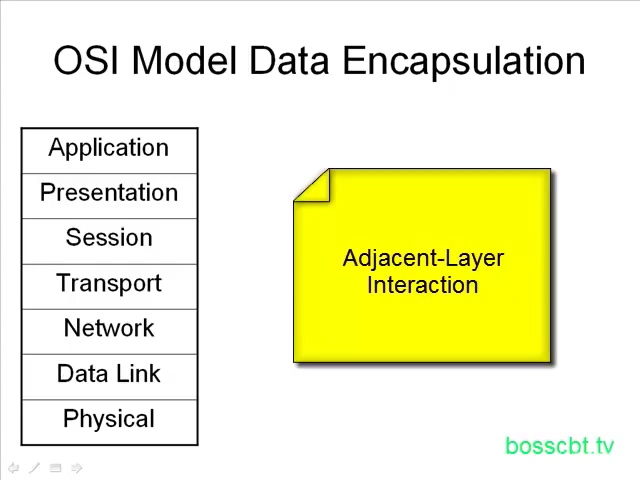 OSI Model Data Encapsulation
Application
Presentation
Session
Transport
Network
Data Link
Physical
Adjacent-Layer
Interaction
bosscbt.tv